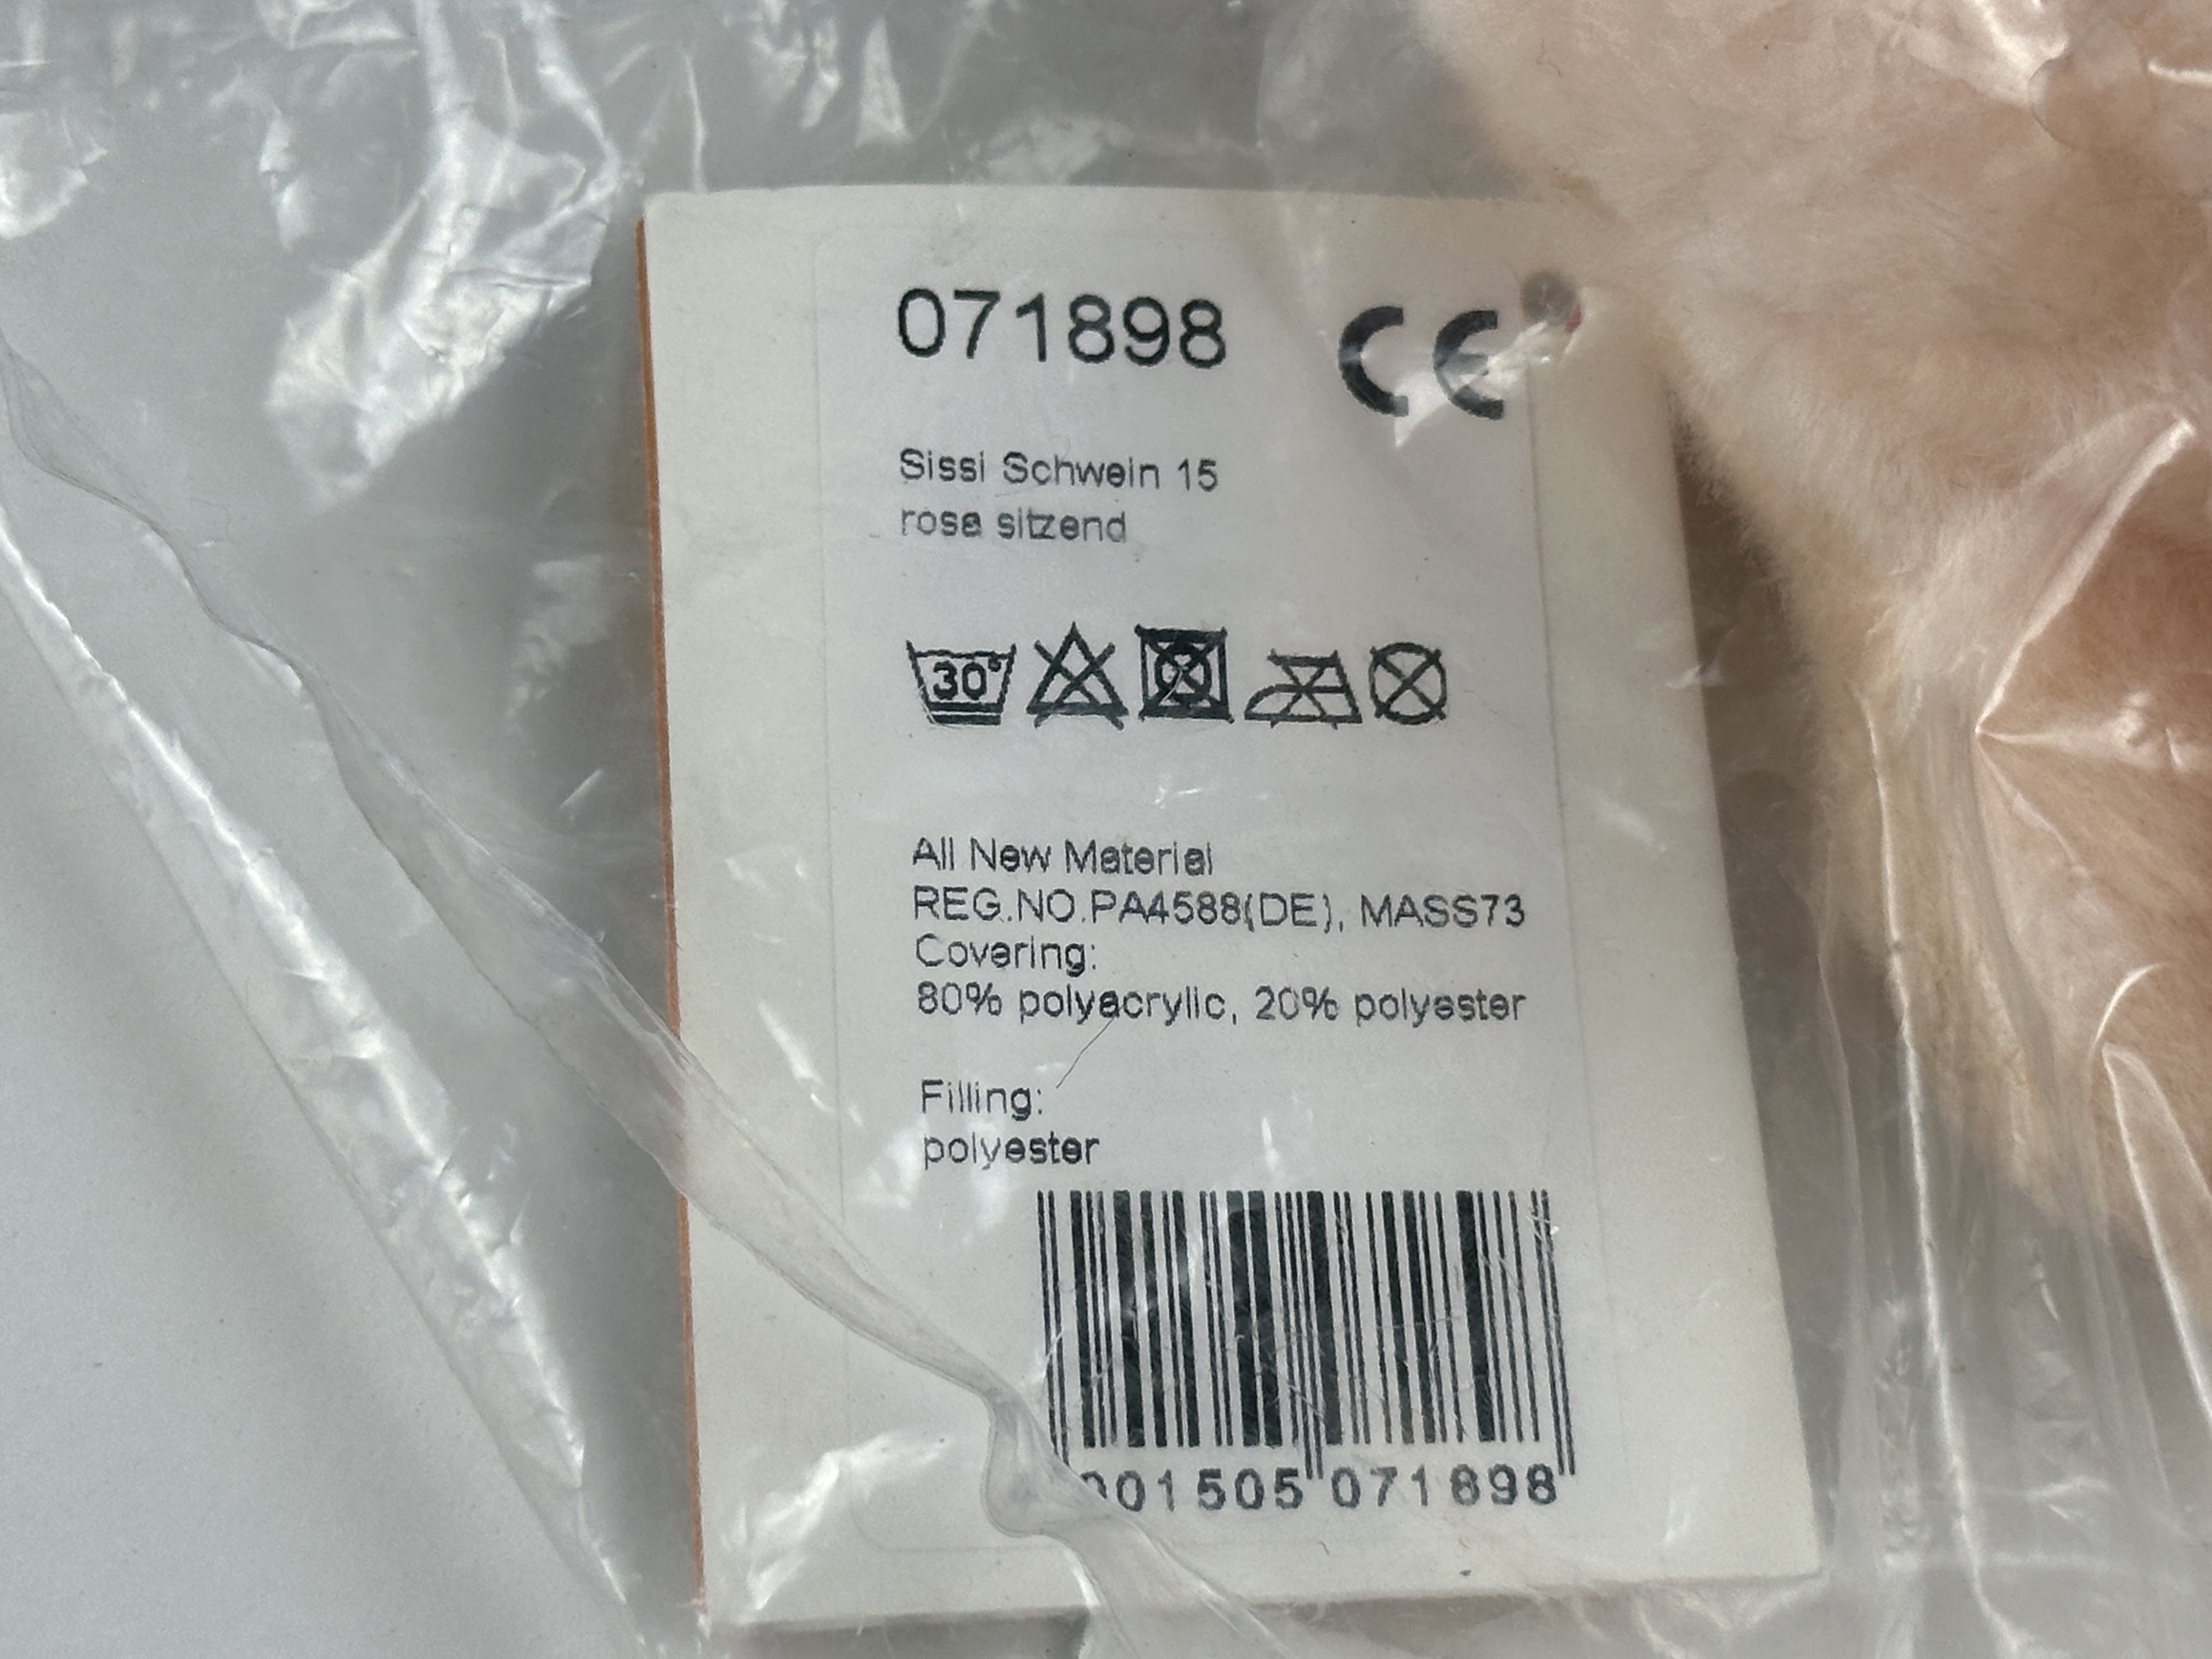 071898 CE
Sissi Schwein 15
rosa sitzend
30°
All New Material
REG.NO.PA4588(DE), MASS73
Covering:
80% polyacrylic, 20% polyester
Filling:
polyester
001505 071898